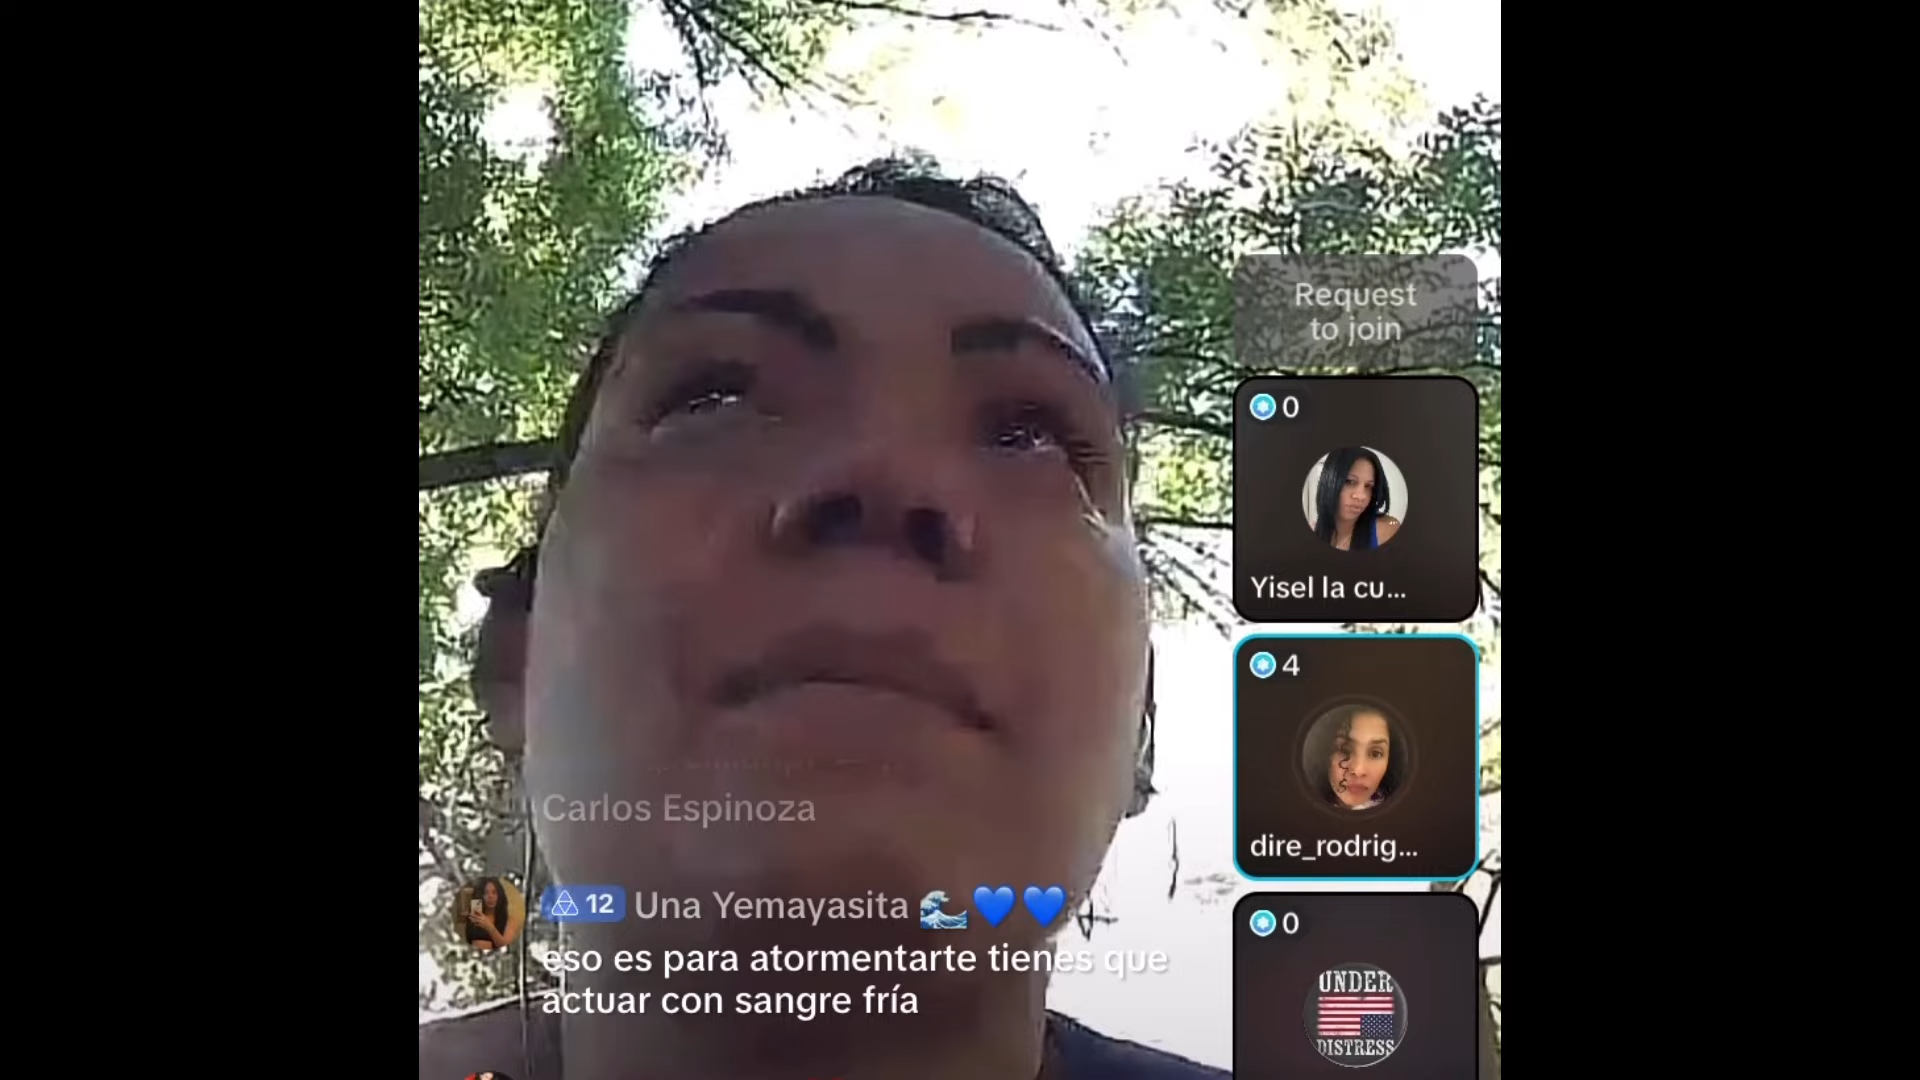 Request
to join
0
Yisel la cu...
4
dire_rodrig...
0
UNDER
DISTRESS
Carlos Espinoza
12 Una Yemayasita 🌊💙💙
eso es para atormentarte tienes que
actuar con sangre fría